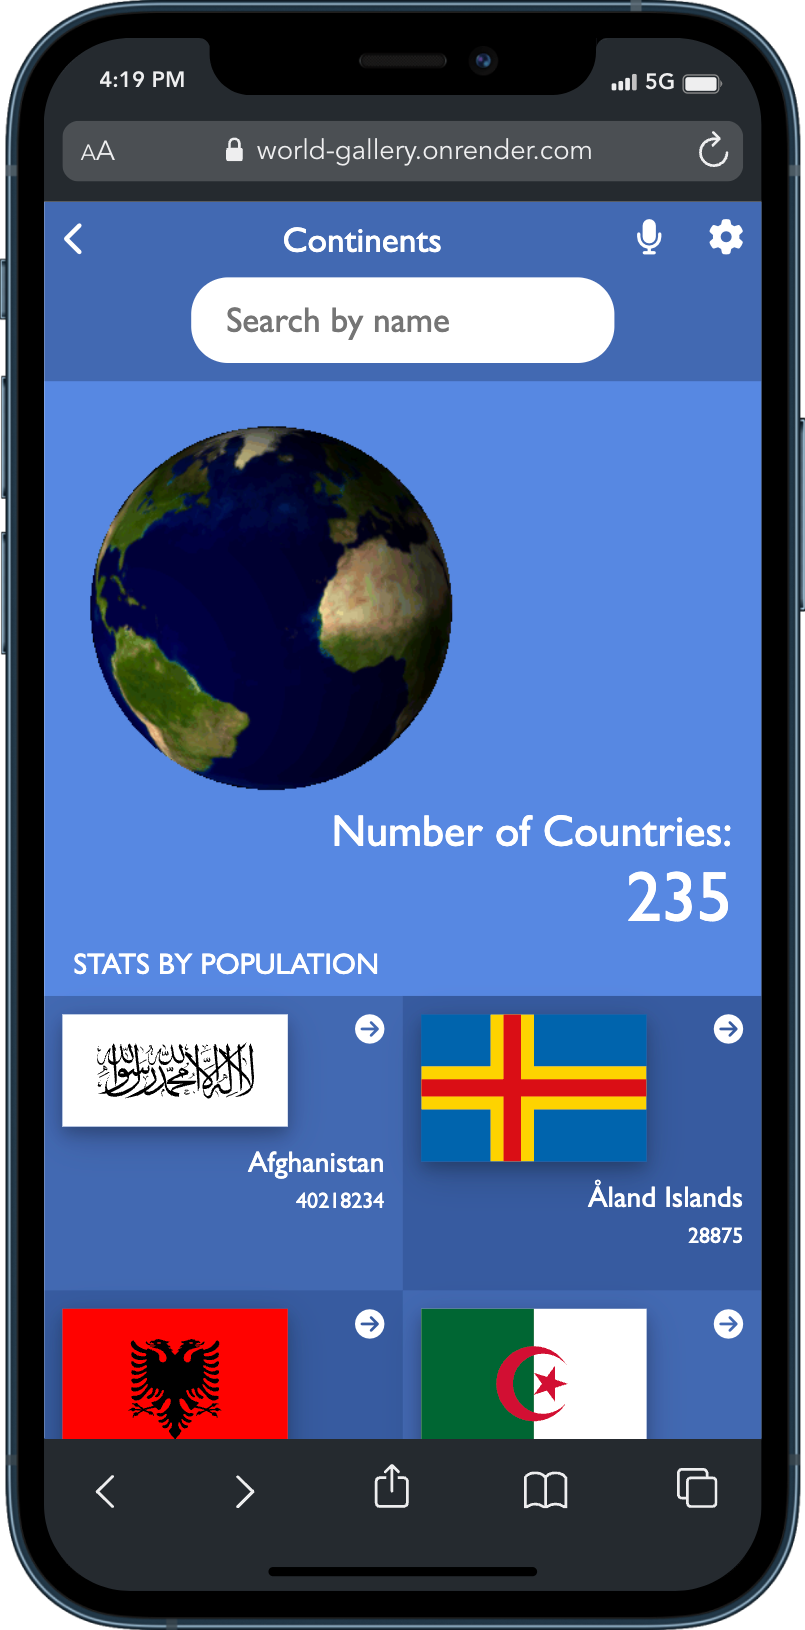 4:19 PM
5G
AA
world-gallery.onrender.com
Continents
Search by name
Number of Countries:
235
STATS BY POPULATION
لا إله إلا الله محمد رسول الله
Afghanistan
40218234
Åland Islands
28875